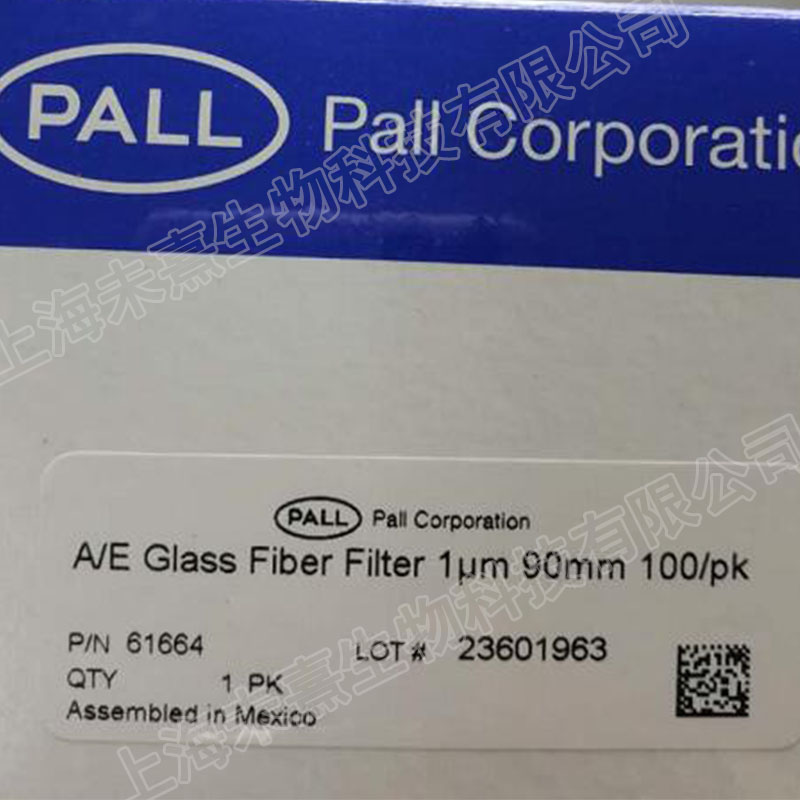 PALL Pall Corporatio
上海未熹生物科技有限公司
PALL Pall Corporation
A/E Glass Fiber Filter 1µm 90mm 100/pk
P/N 61664 LOT # 23601963
QTY 1 PK
Assembled in Mexico
上海未熹生物科技有限公司